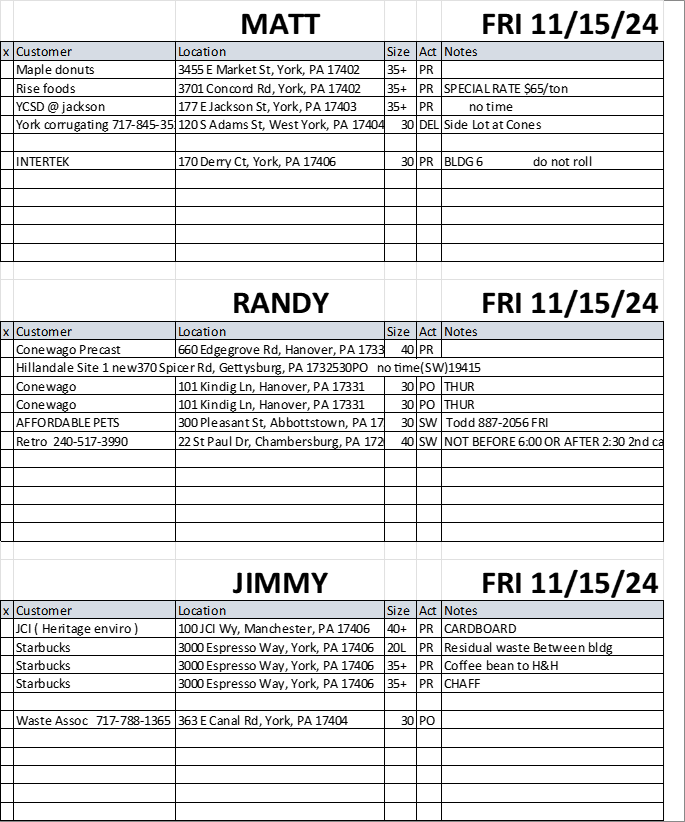 MATT FRI 11/15/24
x Customer Location Size Act Notes
Maple donuts 3455 E Market St, York, PA 17402 35+ PR
Rise foods 3701 Concord Rd, York, PA 17402 35+ PR SPECIAL RATE $65/ton
YCSD @ jackson 177 E Jackson St, York, PA 17403 35+ PR no time
York corrugating 717-845-35 120 S Adams St, West York, PA 17404 30 DEL Side Lot at Cones
INTERTEK 170 Derry Ct, York, PA 17406 30 PR BLDG 6 do not roll
RANDY FRI 11/15/24
x Customer Location Size Act Notes
Conewago Precast 660 Edgegrove Rd, Hanover, PA 1733 40 PR
Hillandale Site 1 new370 Spicer Rd, Gettysburg, PA 1732530PO no time(SW)19415
Conewago 101 Kindig Ln, Hanover, PA 17331 30 PO THUR
Conewago 101 Kindig Ln, Hanover, PA 17331 30 PO THUR
AFFORDABLE PETS 300 Pleasant St, Abbottstown, PA 17 30 SW Todd 887-2056 FRI
Retro 240-517-3990 22 St Paul Dr, Chambersburg, PA 172 40 SW NOT BEFORE 6:00 OR AFTER 2:30 2nd ca
JIMMY FRI 11/15/24
x Customer Location Size Act Notes
JCI ( Heritage enviro ) 100 JCI Wy, Manchester, PA 17406 40+ PR CARDBOARD
Starbucks 3000 Espresso Way, York, PA 17406 20L PR Residual waste Between bldg
Starbucks 3000 Espresso Way, York, PA 17406 35+ PR Coffee bean to H&H
Starbucks 3000 Espresso Way, York, PA 17406 35+ PR CHAFF
Waste Assoc 717-788-1365 363 E Canal Rd, York, PA 17404 30 PO